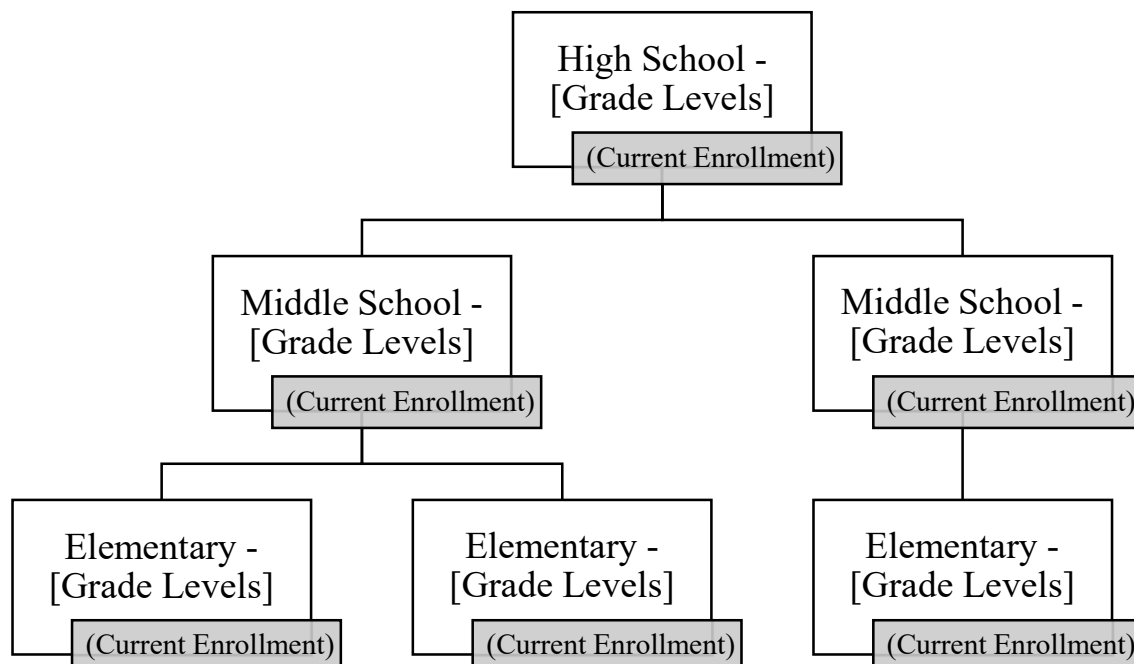 High School -
[Grade Levels]
(Current Enrollment)
Middle School -
[Grade Levels]
(Current Enrollment)
Middle School -
[Grade Levels]
(Current Enrollment)
Elementary -
[Grade Levels]
(Current Enrollment)
Elementary -
[Grade Levels]
(Current Enrollment)
Elementary -
[Grade Levels]
(Current Enrollment)